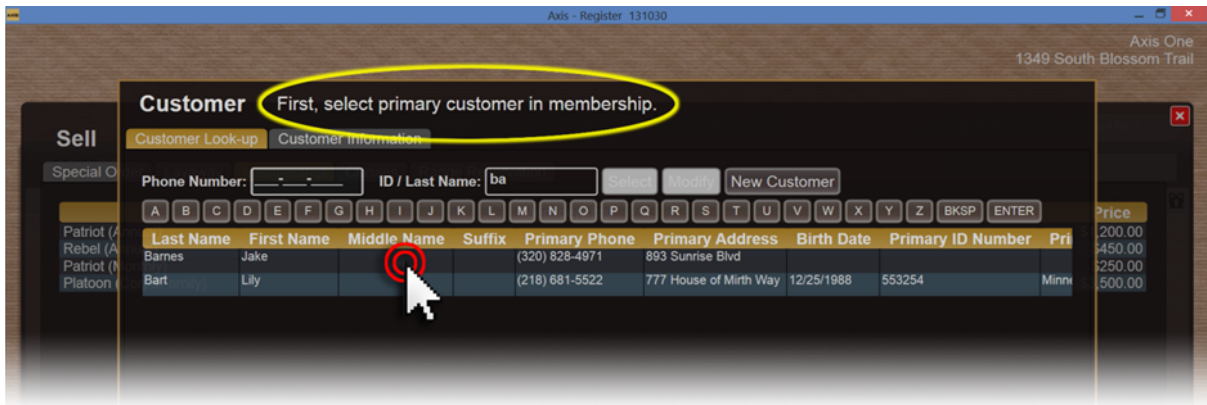 AXIS
Axis - Register 131030
Axis One
1349 South Blossom Trail
Customer First, select primary customer in membership.
Sell
Customer Look-up Customer Information
Special
Phone Number: _ _ _-_ _ _-_ _ _ _ ID / Last Name: ba Select Modify New Customer
A B C D E F G H I J K L M N O P Q R S T U V W X Y Z BKSP ENTER
Price
Last Name First Name Middle Name Suffix Primary Phone Primary Address Birth Date Primary ID Number Pri
Patriot ,200.00
Barnes Jake (320) 828-4971 893 Sunrise Blvd
Rebel $450.00
Patriot $250.00
Bart Lily (218) 681-5522 777 House of Mirth Way 12/25/1988 553254 Minne
Platoon ,500.00